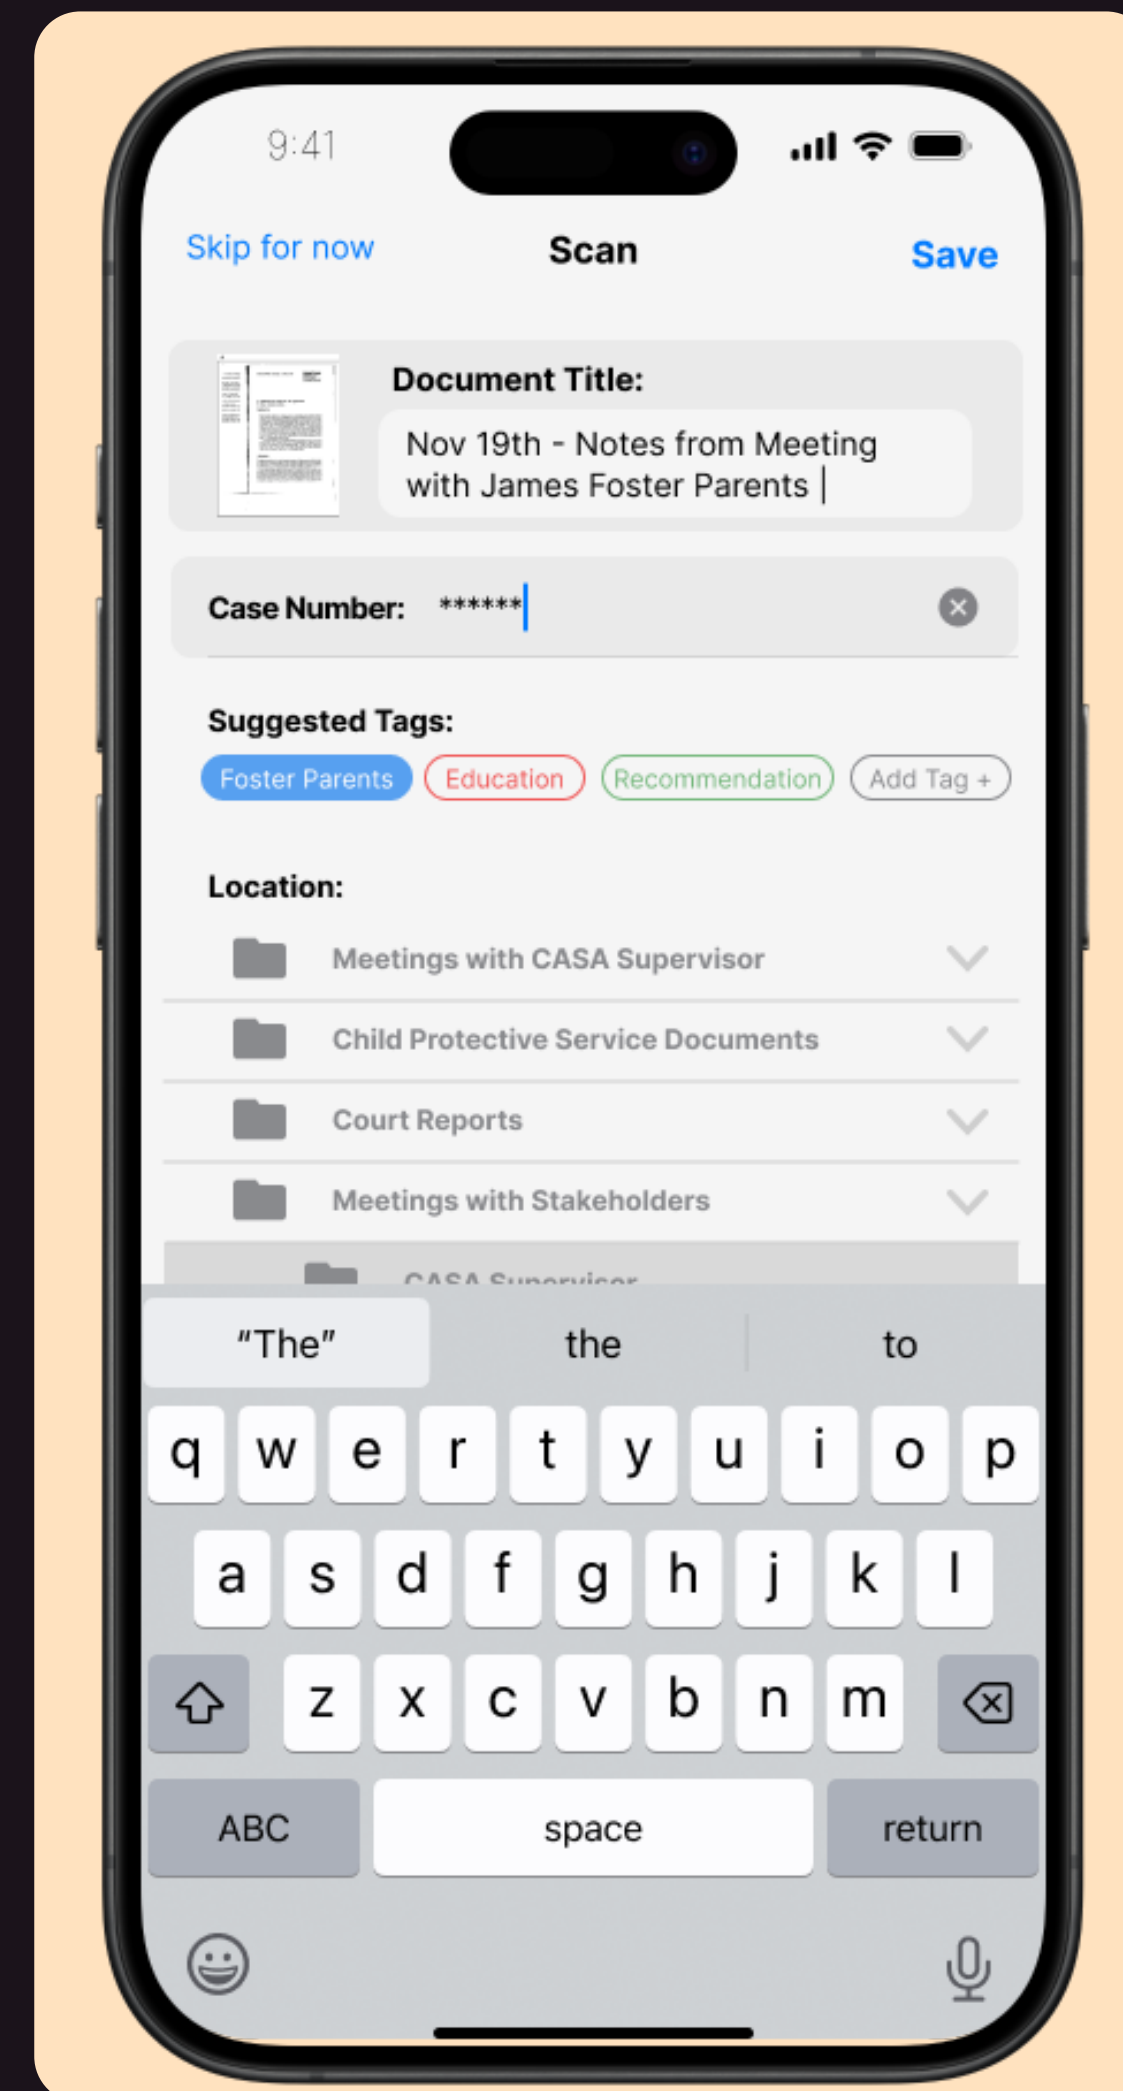 9:41
Skip for now
Scan
Save
Document Title:
Nov 19th - Notes from Meeting
with James Foster Parents |
Case Number: ******
Suggested Tags:
Foster Parents Education Recommendation Add Tag +
Location:
Meetings with CASA Supervisor
Child Protective Service Documents
Court Reports
Meetings with Stakeholders
CASA Supervisor
“The” the to
q w e r t y u i o p
a s d f g h j k l
z x c v b n m
ABC space return